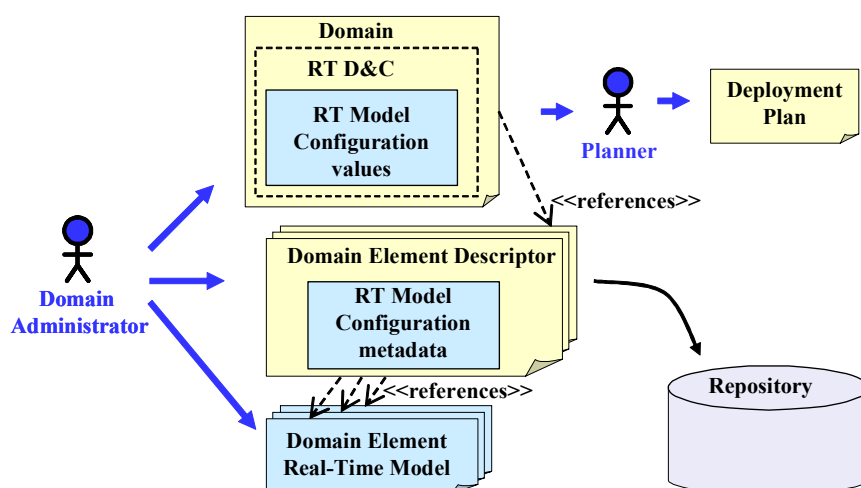 Domain
RT D&C
RT Model
Configuration
values
Planner
Deployment
Plan
<<references>>
Domain
Administrator
Domain Element Descriptor
RT Model
Configuration
metadata
<<references>>
Repository
Domain Element
Real-Time Model